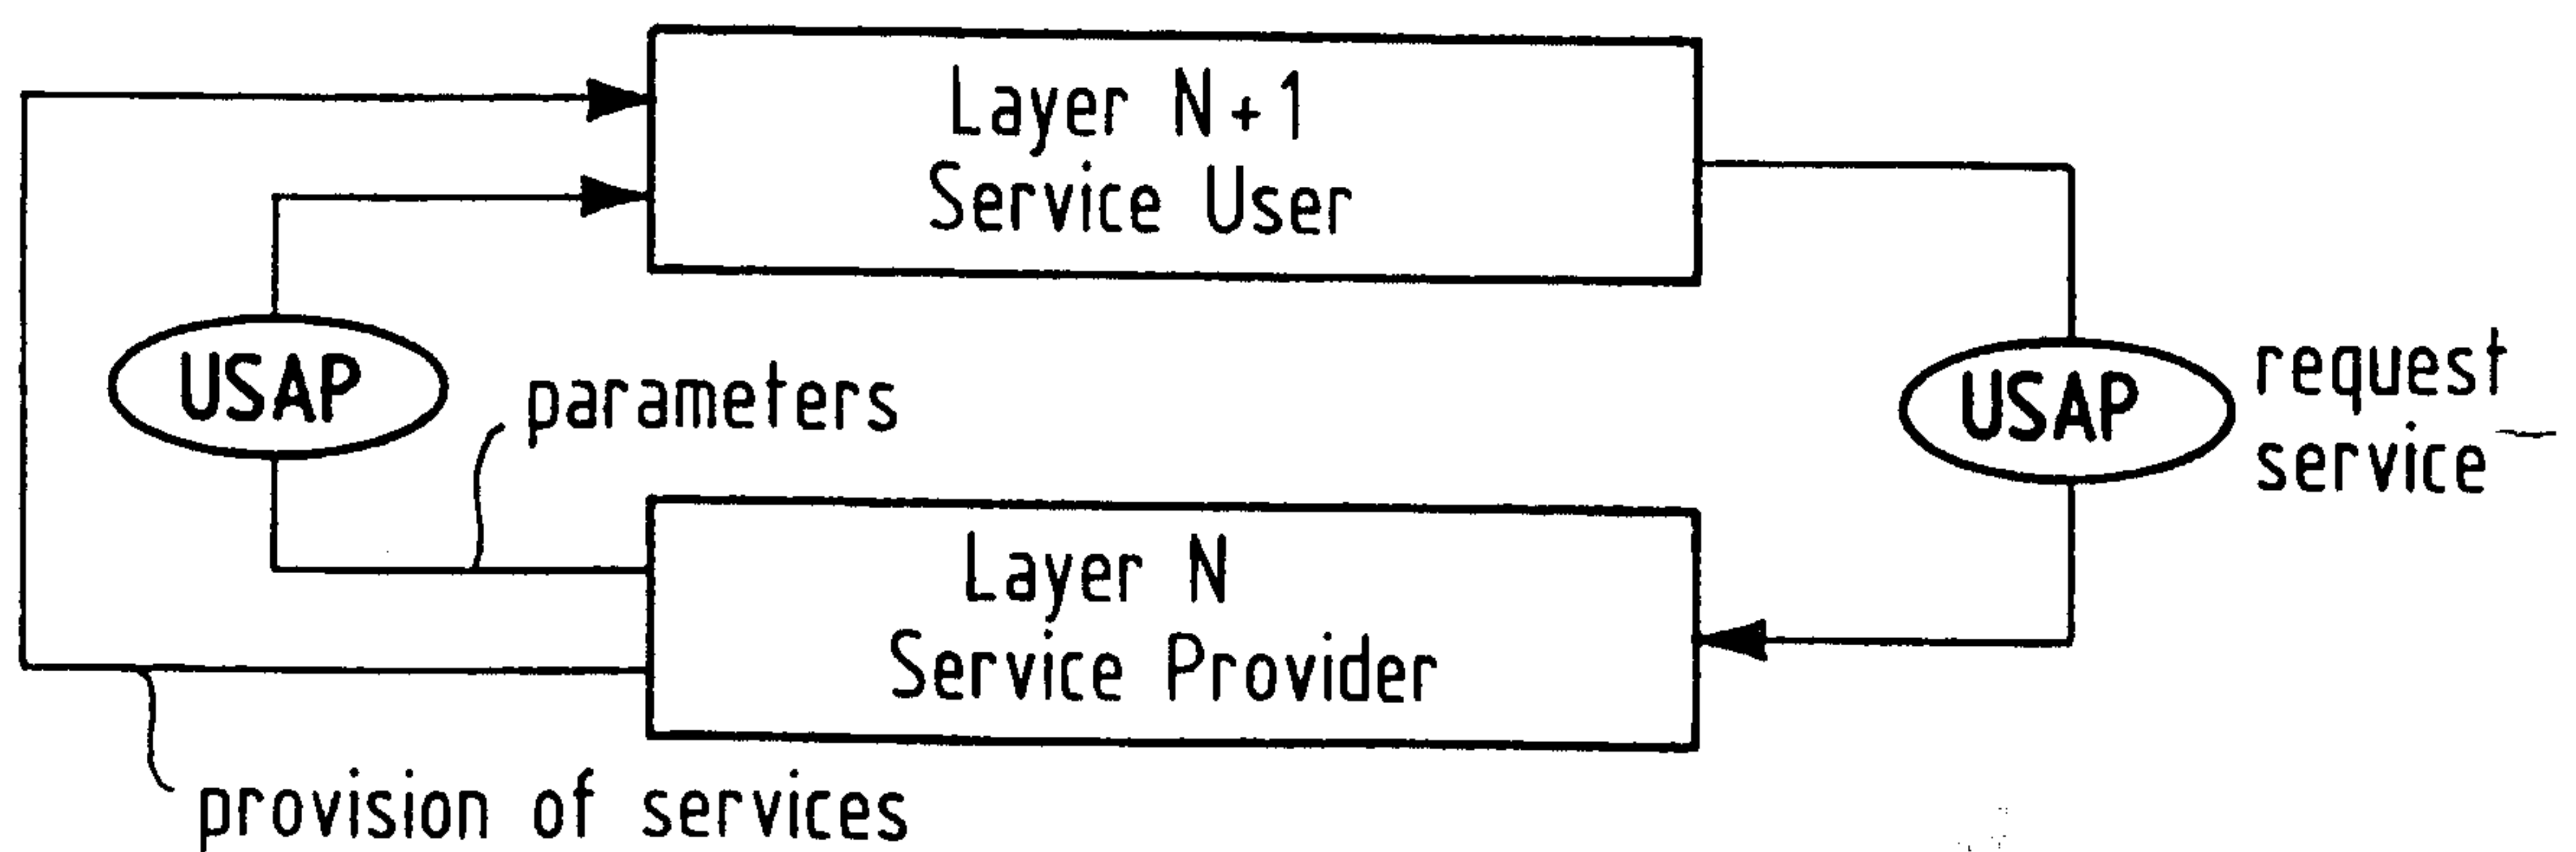 Layer N+1
Service User
USAP
parameters
USAP
request
service
Layer N
Service Provider
provision of services